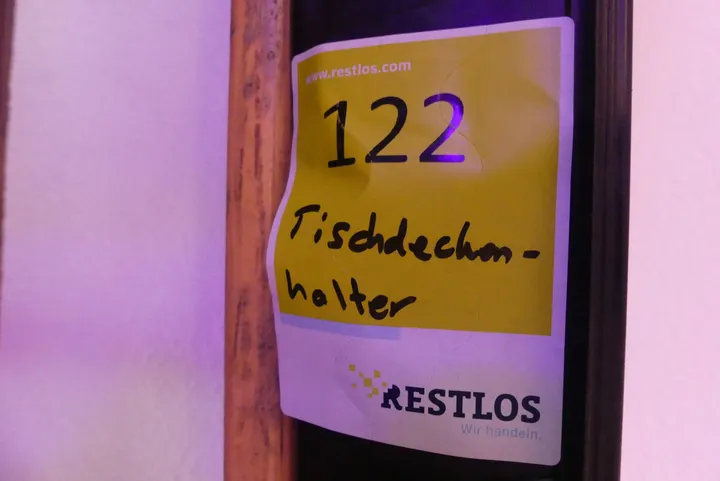 www.restlos.com
122
Tischdecken-
halter
RESTLOS
Wir handeln.